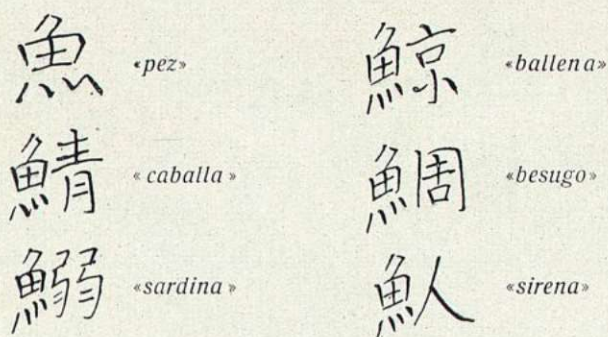 魚 «pez» 鯨 «ballena»
鯖 «caballa» 鯛 «besugo»
鰯 «sardina» 魜 «sirena»